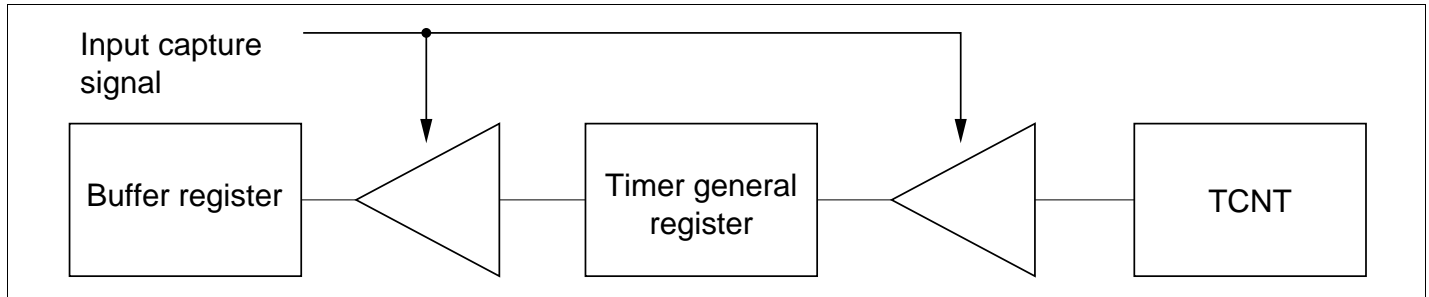 Input capture
signal
Buffer register
Timer general
register
TCNT